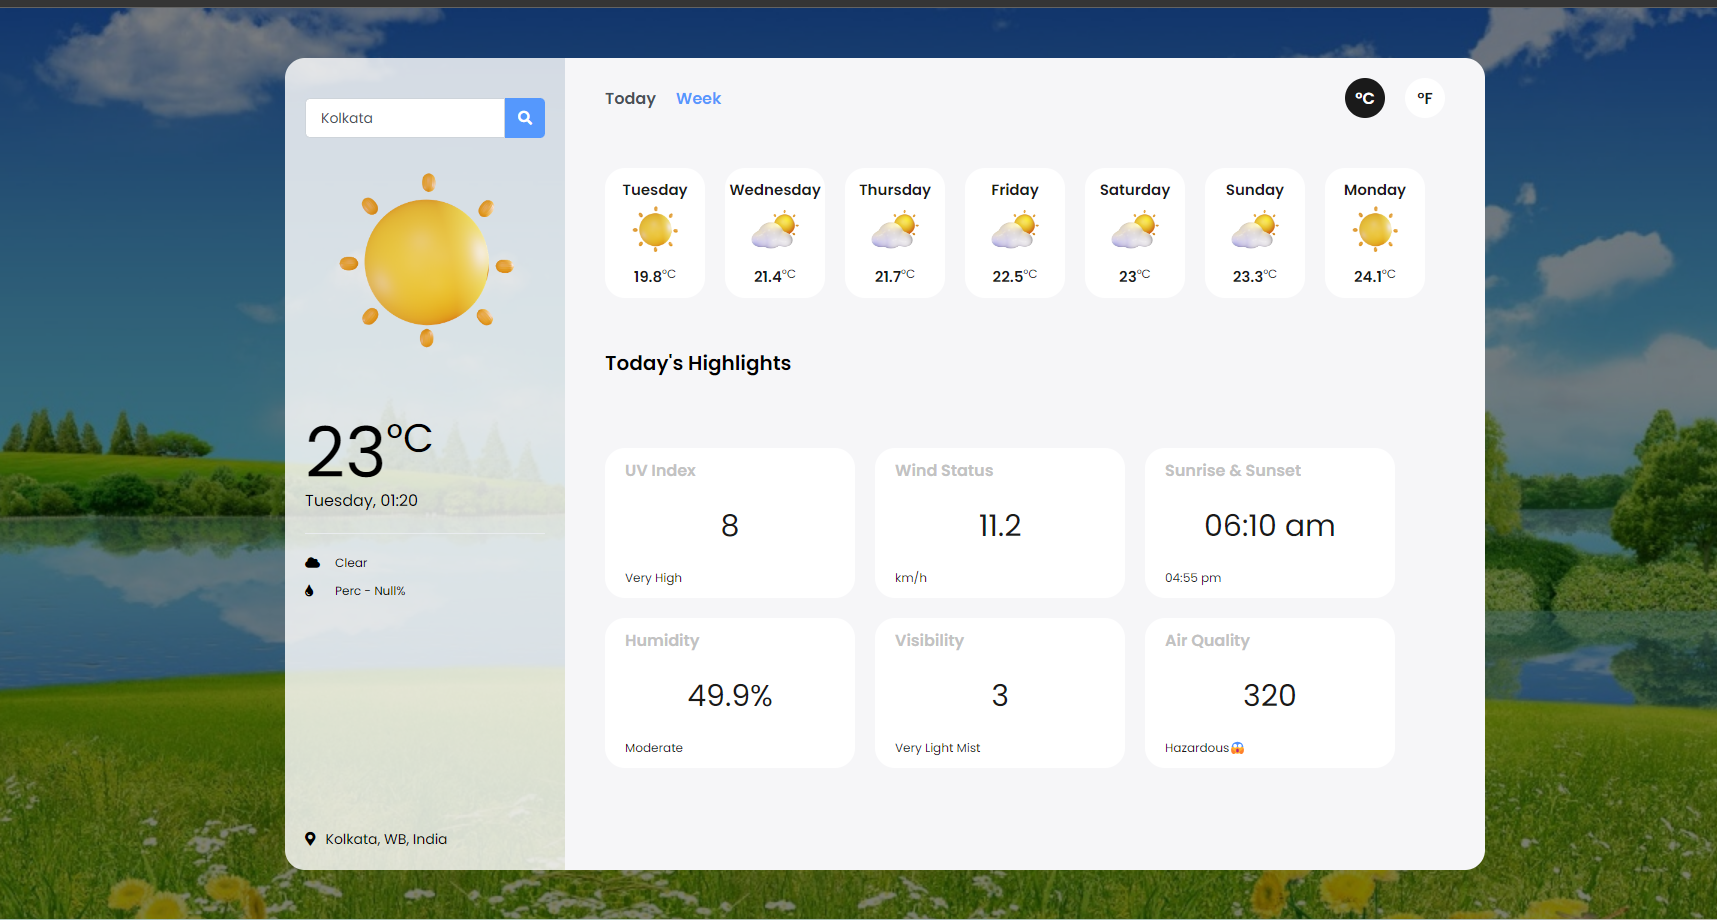 Kolkata
23°C
Tuesday, 01:20
Clear
Perc - Null%
Kolkata, WB, India
Today Week
°C °F
Tuesday Wednesday Thursday Friday Saturday Sunday Monday
19.8°C 21.4°C 21.7°C 22.5°C 23°C 23.3°C 24.1°C
Today's Highlights
UV Index
8
Very High
Wind Status
11.2
km/h
Sunrise & Sunset
06:10 am
04:55 pm
Humidity
49.9%
Moderate
Visibility
3
Very Light Mist
Air Quality
320
Hazardous😱